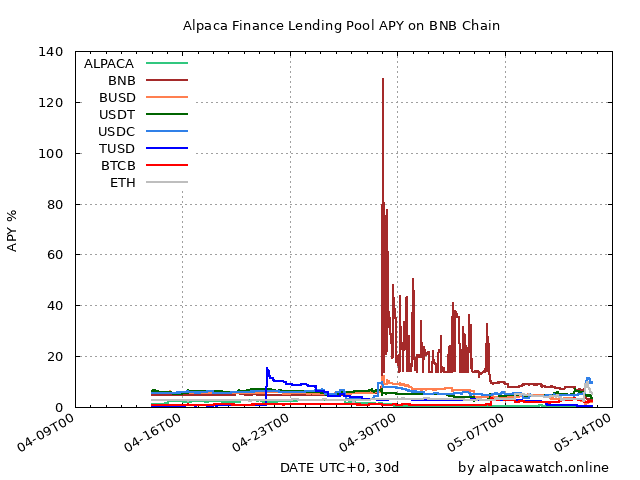 Alpaca Finance Lending Pool APY on BNB Chain
140
120
100
80
60
40
20
0
APY %
ALPACA
BNB
BUSD
USDT
USDC
TUSD
BTCB
ETH
04-09T00
04-16T00
04-23T00
04-30T00
05-07T00
05-14T00
DATE UTC+0, 30d
by alpacawatch.online